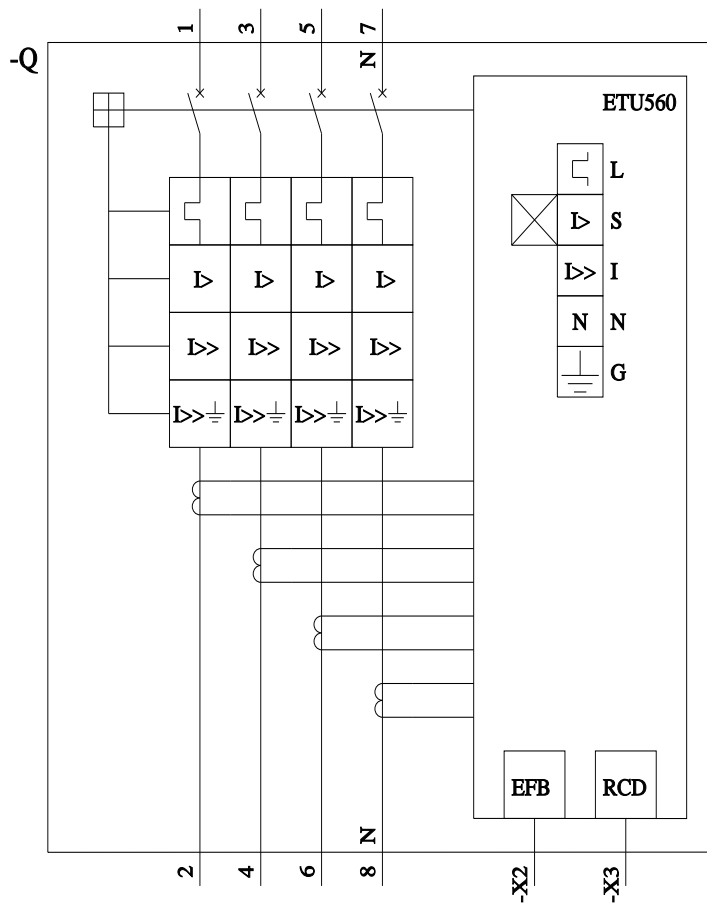 1 3 5 7
-Q N
ETU560
L
I> S
I> I> I> I>
I>> I
N N
I>> I>> I>> I>>
G
I>> I>> I>> I>>
EFB RCD
N
2 4 6 8 -X2 -X3